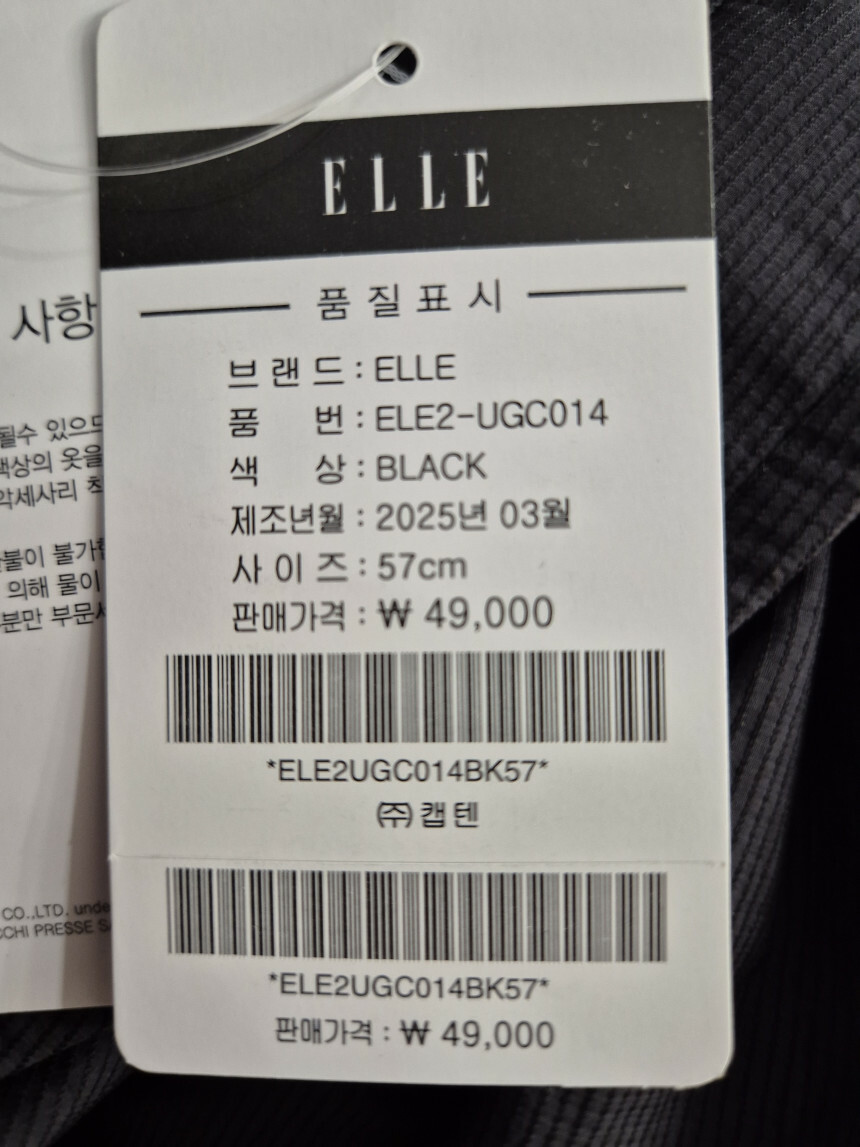 ELLE
품질표시
브랜드 : ELLE
품 번 : ELE2-UGC014
색 상 : BLACK
제조년월 : 2025년 03월
사이즈 : 57cm
판매가격 : ₩ 49,000
*ELE2UGC014BK57*
㈜캡텐
*ELE2UGC014BK57*
판매가격 : ₩ 49,000
사항
될수 있으
색상의 옷을
악세사리
불이 불가
의해 물이
분만 부분
CO.,LTD. unde
CCHI PRESSE